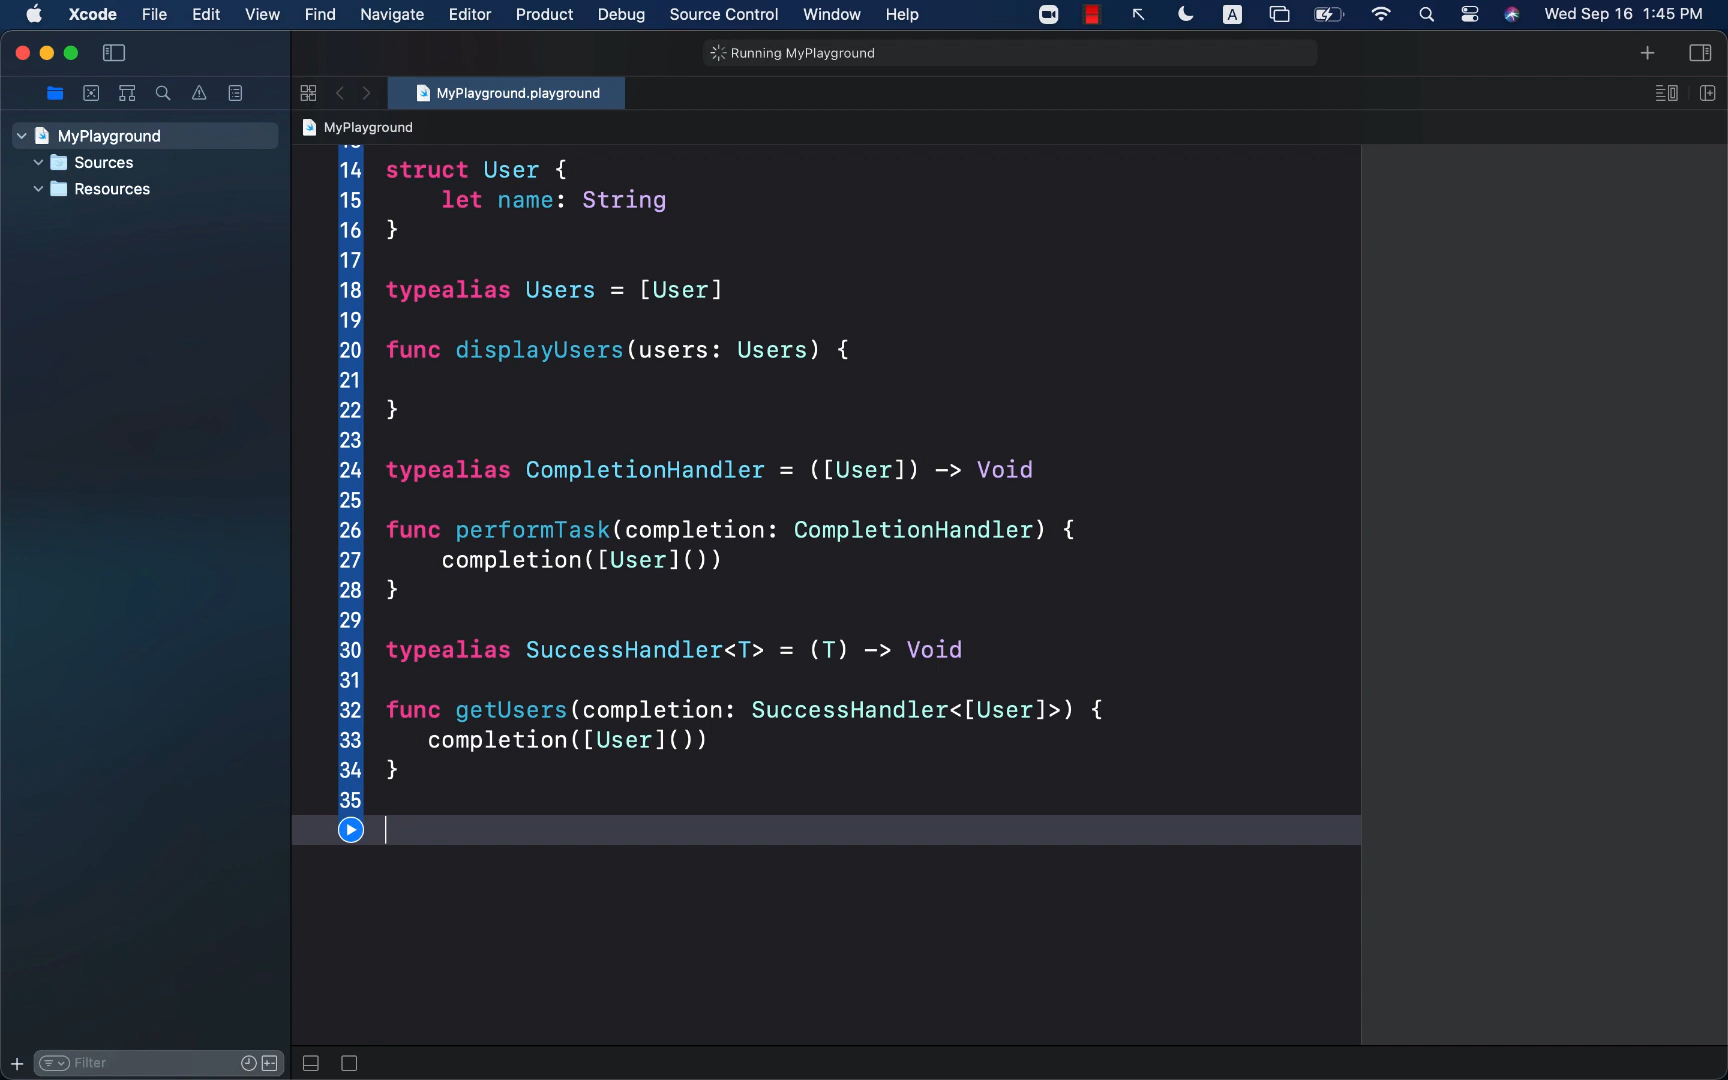 Xcode File Edit View Find Navigate Editor Product Debug Source Control Window Help A Wed Sep 16 1:45 PM
Running MyPlayground
MyPlayground.playground
MyPlayground
MyPlayground
Sources
Resources
14 struct User {
15 let name: String
16 }
17
18 typealias Users = [User]
19
20 func displayUsers(users: Users) {
21
22 }
23
24 typealias CompletionHandler = ([User]) -> Void
25
26 func performTask(completion: CompletionHandler) {
27 completion([User]())
28 }
29
30 typealias SuccessHandler<T> = (T) -> Void
31
32 func getUsers(completion: SuccessHandler<[User]>) {
33 completion([User]())
34 }
35
Filter